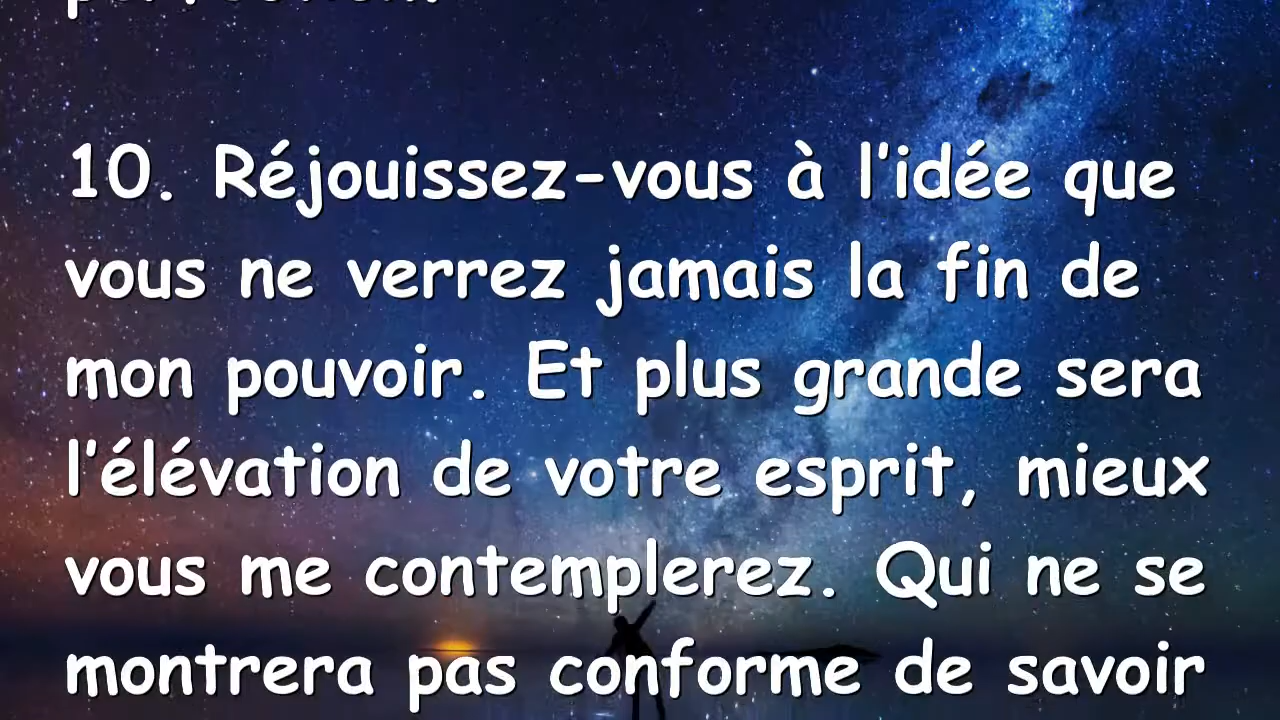 10. Réjouissez-vous à l'idée que
vous ne verrez jamais la fin de
mon pouvoir. Et plus grande sera
l'élévation de votre esprit, mieux
vous me contemplerez. Qui ne se
montrera pas conforme de savoir